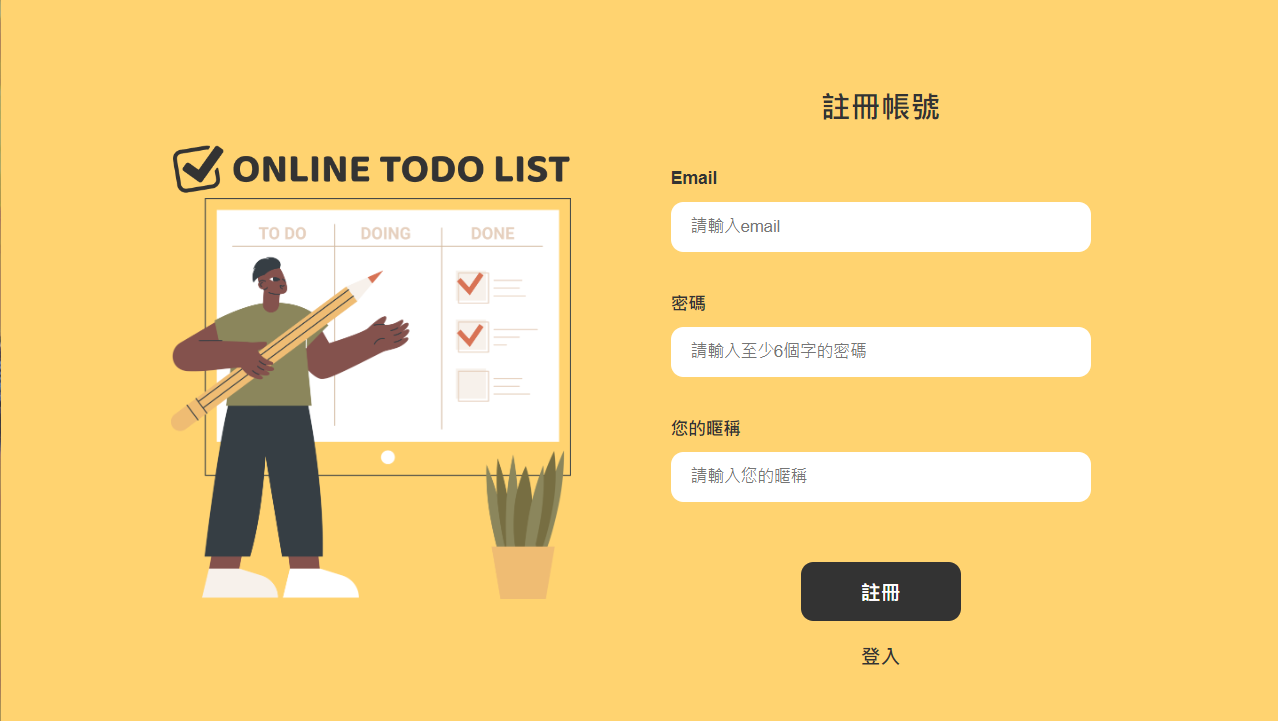 ONLINE TODO LIST
TO DO
DOING
DONE
註冊帳號
Email
請輸入email
密碼
請輸入至少6個字的密碼
您的暱稱
請輸入您的暱稱
註冊
登入